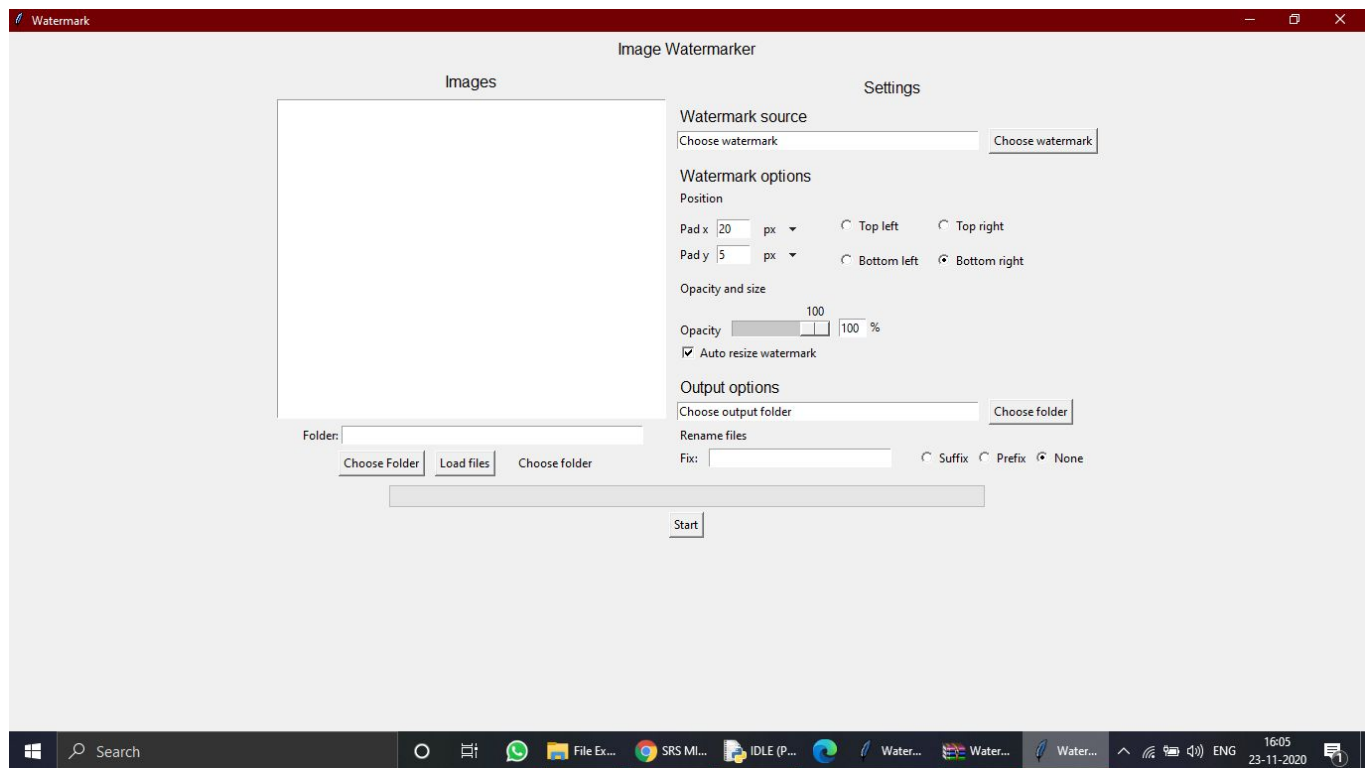 Watermark
Image Watermarker
Images
Settings
Watermark source
Choose watermark
Choose watermark
Watermark options
Position
Pad x 20 px
Top left
Top right
Pad y 5 px
Bottom left
Bottom right
Opacity and size
100
Opacity
100 %
Auto resize watermark
Output options
Choose output folder
Choose folder
Folder:
Rename files
Choose Folder
Load files
Choose folder
Fix:
Suffix
Prefix
None
Start
Search
File Ex...
SRS MI...
IDLE (P...
Water...
Water...
Water...
ENG
16:05
23-11-2020
1